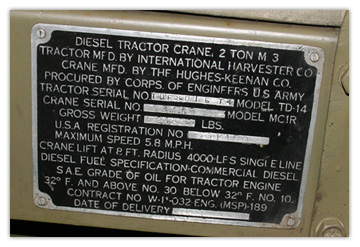 DIESEL TRACTOR CRANE, 2 TON M 3
TRACTOR MFD. BY INTERNATIONAL HARVESTER CO
CRANE MFD. BY THE HUGHES-KEENAN CO.
PROCURED BY CORPS. OF ENGINEERS U S ARMY
TRACTOR SERIAL NO MODEL TD-14
CRANE SERIAL NO MODEL MC1R
GROSS WEIGHT LBS.
U.S.A REGISTRATION NO
MAXIMUM SPEED 5.8 M.P.H.
CRANE LIFT AT 8 FT, RADIUS 4000-LFS SINGLE LINE
DIESEL FUEL SPECIFICATION-COMMERCIAL DIESEL
S.A.E. GRADE OF OIL FOR TRACTOR ENGINE
32° F. AND ABOVE NO. 30 BELOW 32° F. NO. 10.
CONTRACT NO ENG. (MSP)-189
DATE OF DELIVERY